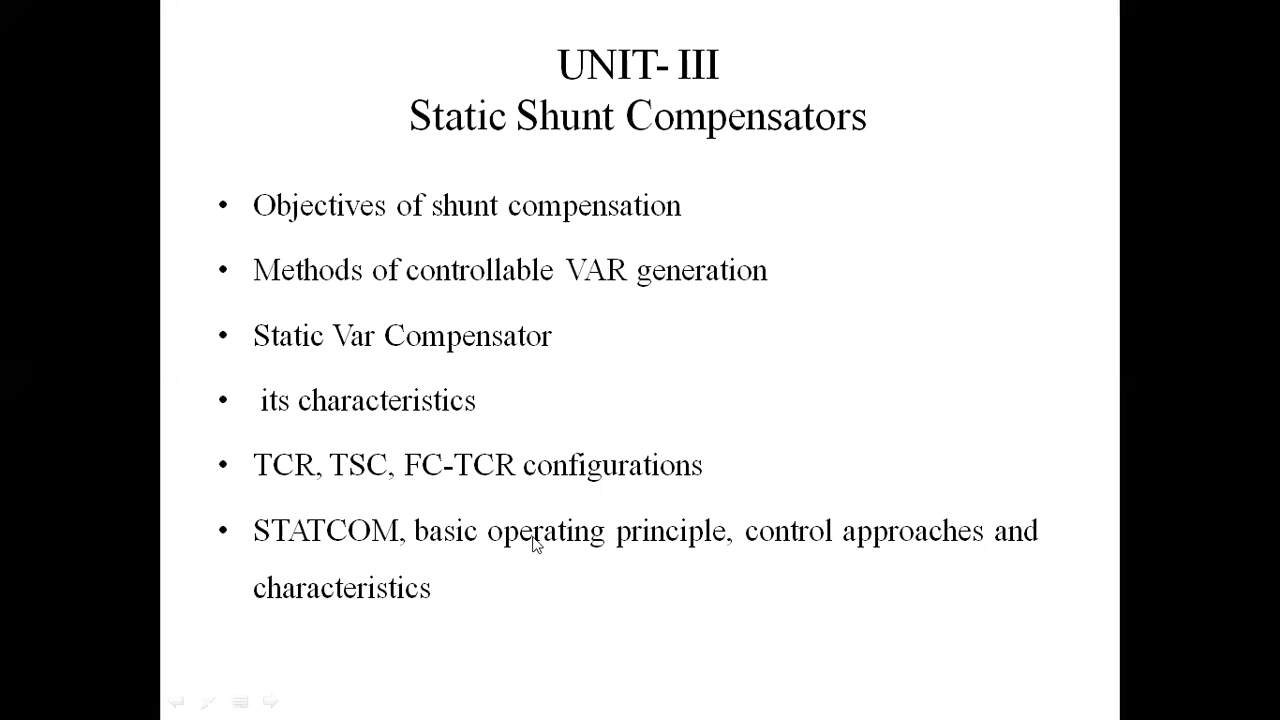 UNIT- III
Static Shunt Compensators
• Objectives of shunt compensation
• Methods of controllable VAR generation
• Static Var Compensator
• its characteristics
• TCR, TSC, FC-TCR configurations
• STATCOM, basic operating principle, control approaches and
characteristics